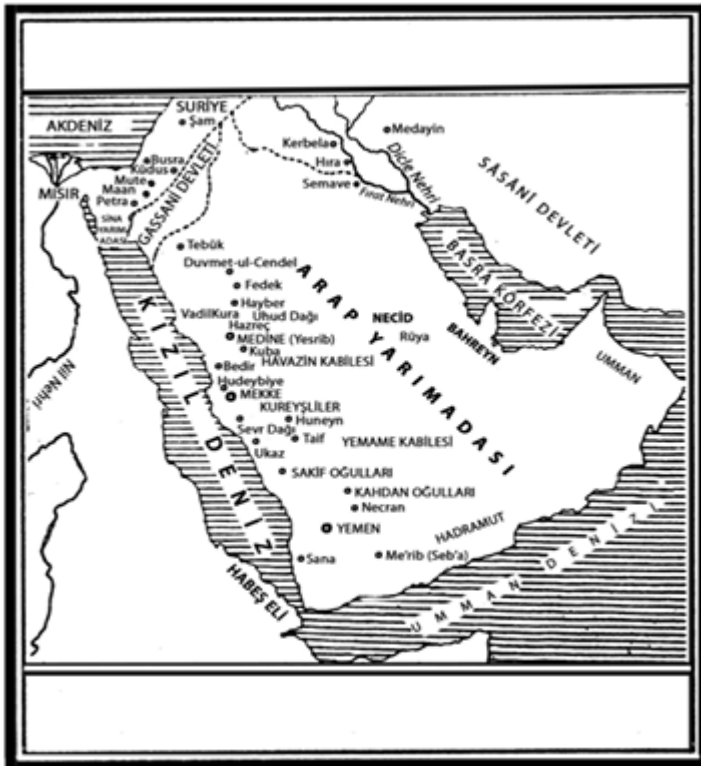 SURİYE
Şam
AKDENİZ
Medayin
Kerbela
Busra
Hıra
Dicle Nehri
Küdus
Mute
Semave
Fırat Nehri
MISIR
Maan
Petra
SİNA YARIM ADASI
GASSANİ DEVLETİ
SÂSANİ DEVLETİ
Tebük
Duvmet-ul-Cendel
Fedek
BASRA KÖRFEZİ
Hayber
VadilKura
Uhud Dağı
NECİD
Hazreç
MEDİNE (Yesrib)
Rüya
BAHREYN
Kuba
HAVAZİN KABİLESİ
Bedir
UMMAN
Nil Nehri
Hudeybiye
MEKKE
ARAP YARIMADASI
KUREYŞLİLER
Huneyn
Sevr Dağı
Taif
YEMAME KABİLESİ
Ukaz
KIZIL DENİZ
SAKİF OĞULLARI
KAHDAN OĞULLARI
Necran
YEMEN
HADRAMUT
Sana
Me'rib (Seb'a)
HABEŞ ELİ
UMMAN DENİZİ